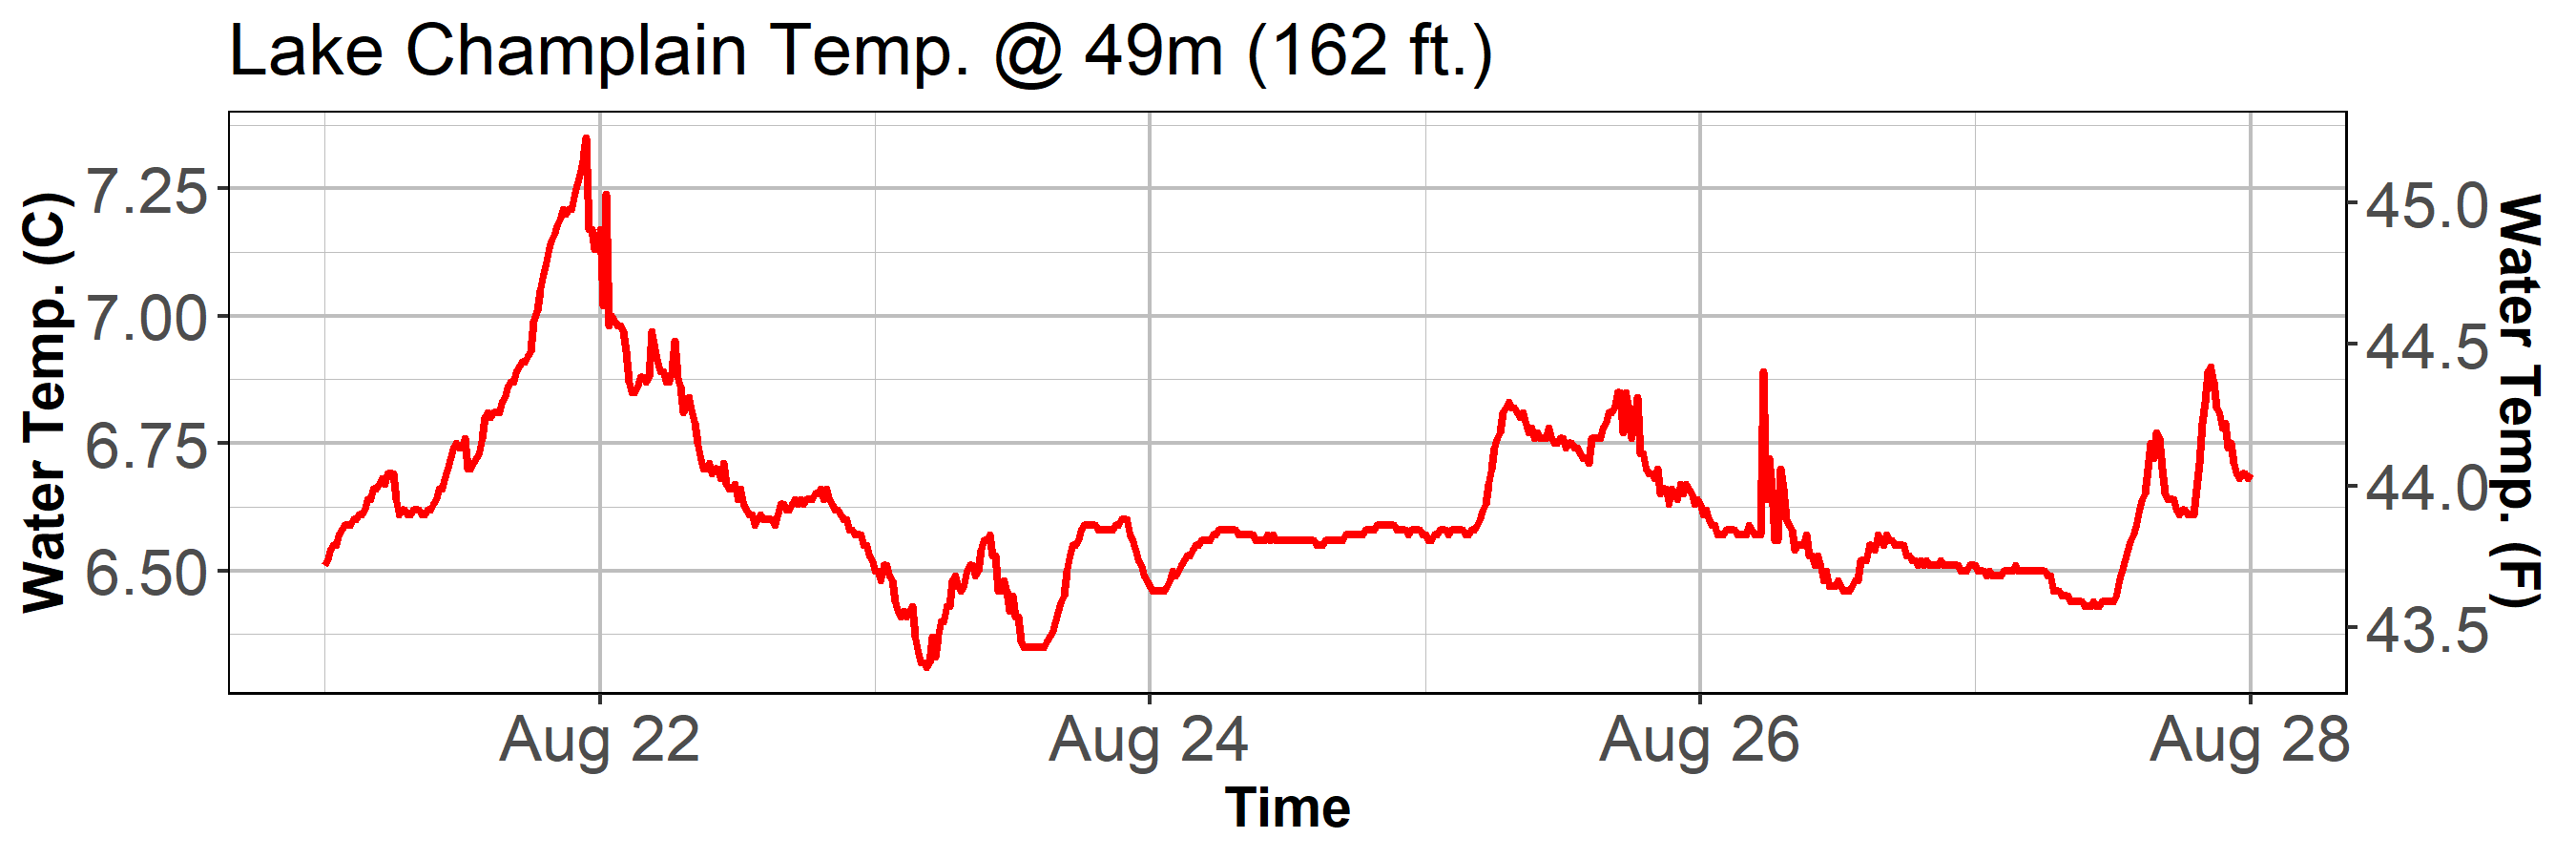 Lake Champlain Temp. @ 49m (162 ft.)
Water Temp. (C)
7.25
7.00
6.75
6.50
45.0
44.5
44.0
43.5
Water Temp. (F)
Aug 22
Aug 24
Aug 26
Aug 28
Time